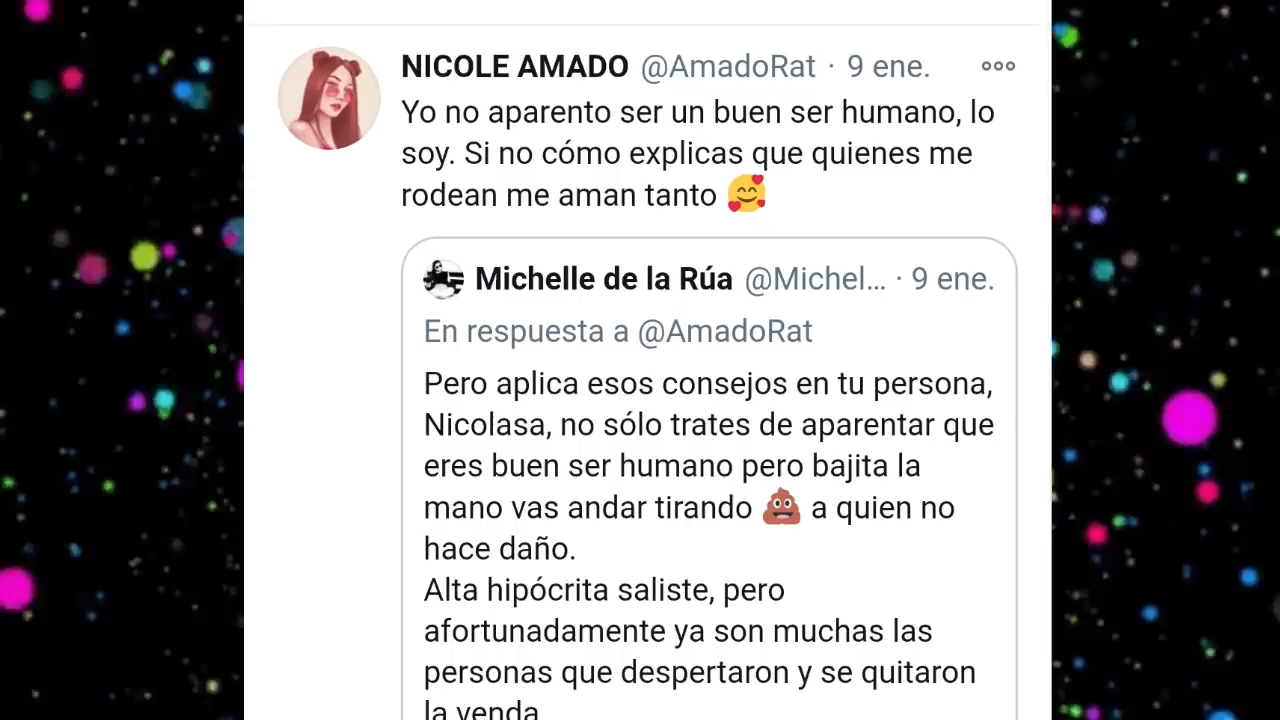 NICOLE AMADO @AmadoRat · 9 ene.
Yo no aparento ser un buen ser humano, lo
soy. Si no cómo explicas que quienes me
rodean me aman tanto 🥰
Michelle de la Rúa @Michel... · 9 ene.
En respuesta a @AmadoRat
Pero aplica esos consejos en tu persona,
Nicolasa, no sólo trates de aparentar que
eres buen ser humano pero bajita la
mano vas andar tirando 💩 a quien no
hace daño.
Alta hipócrita saliste, pero
afortunadamente ya son muchas las
personas que despertaron y se quitaron
la venda